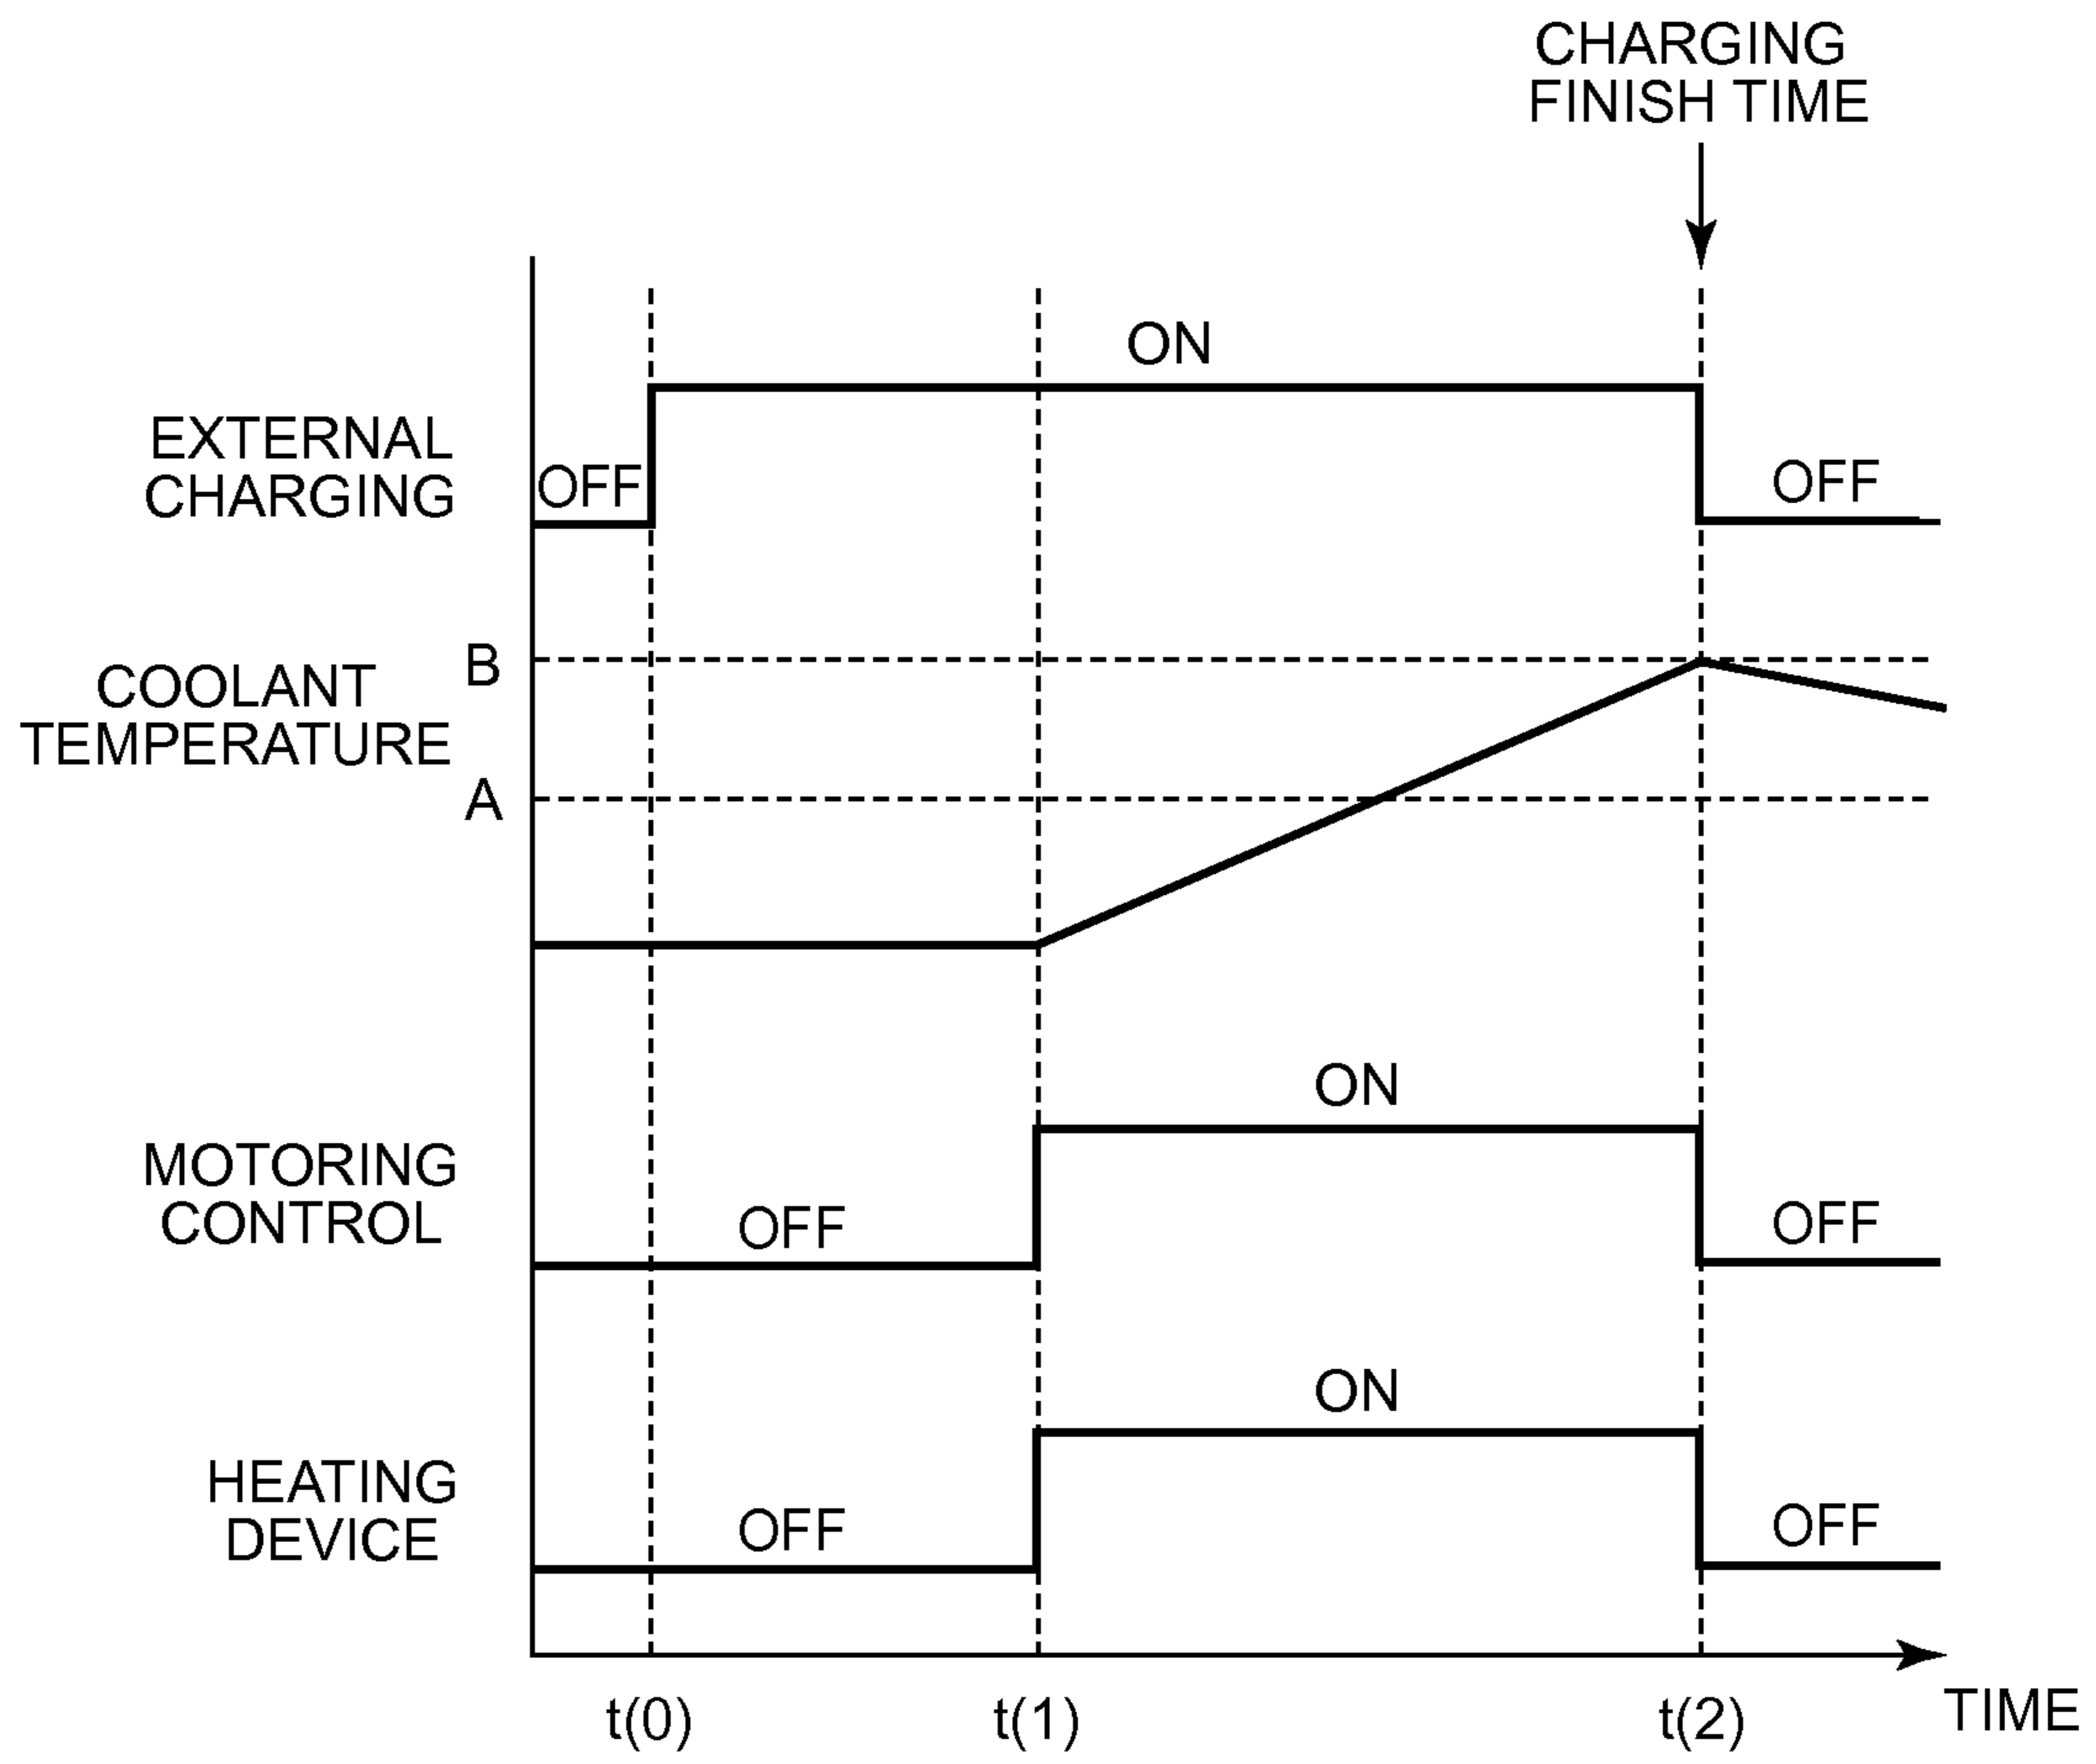 CHARGING
FINISH TIME
ON
EXTERNAL
CHARGING
OFF
OFF
COOLANT
TEMPERATURE
B
A
ON
MOTORING
CONTROL
OFF
OFF
ON
HEATING
DEVICE
OFF
OFF
t(0)
t(1)
t(2)
TIME